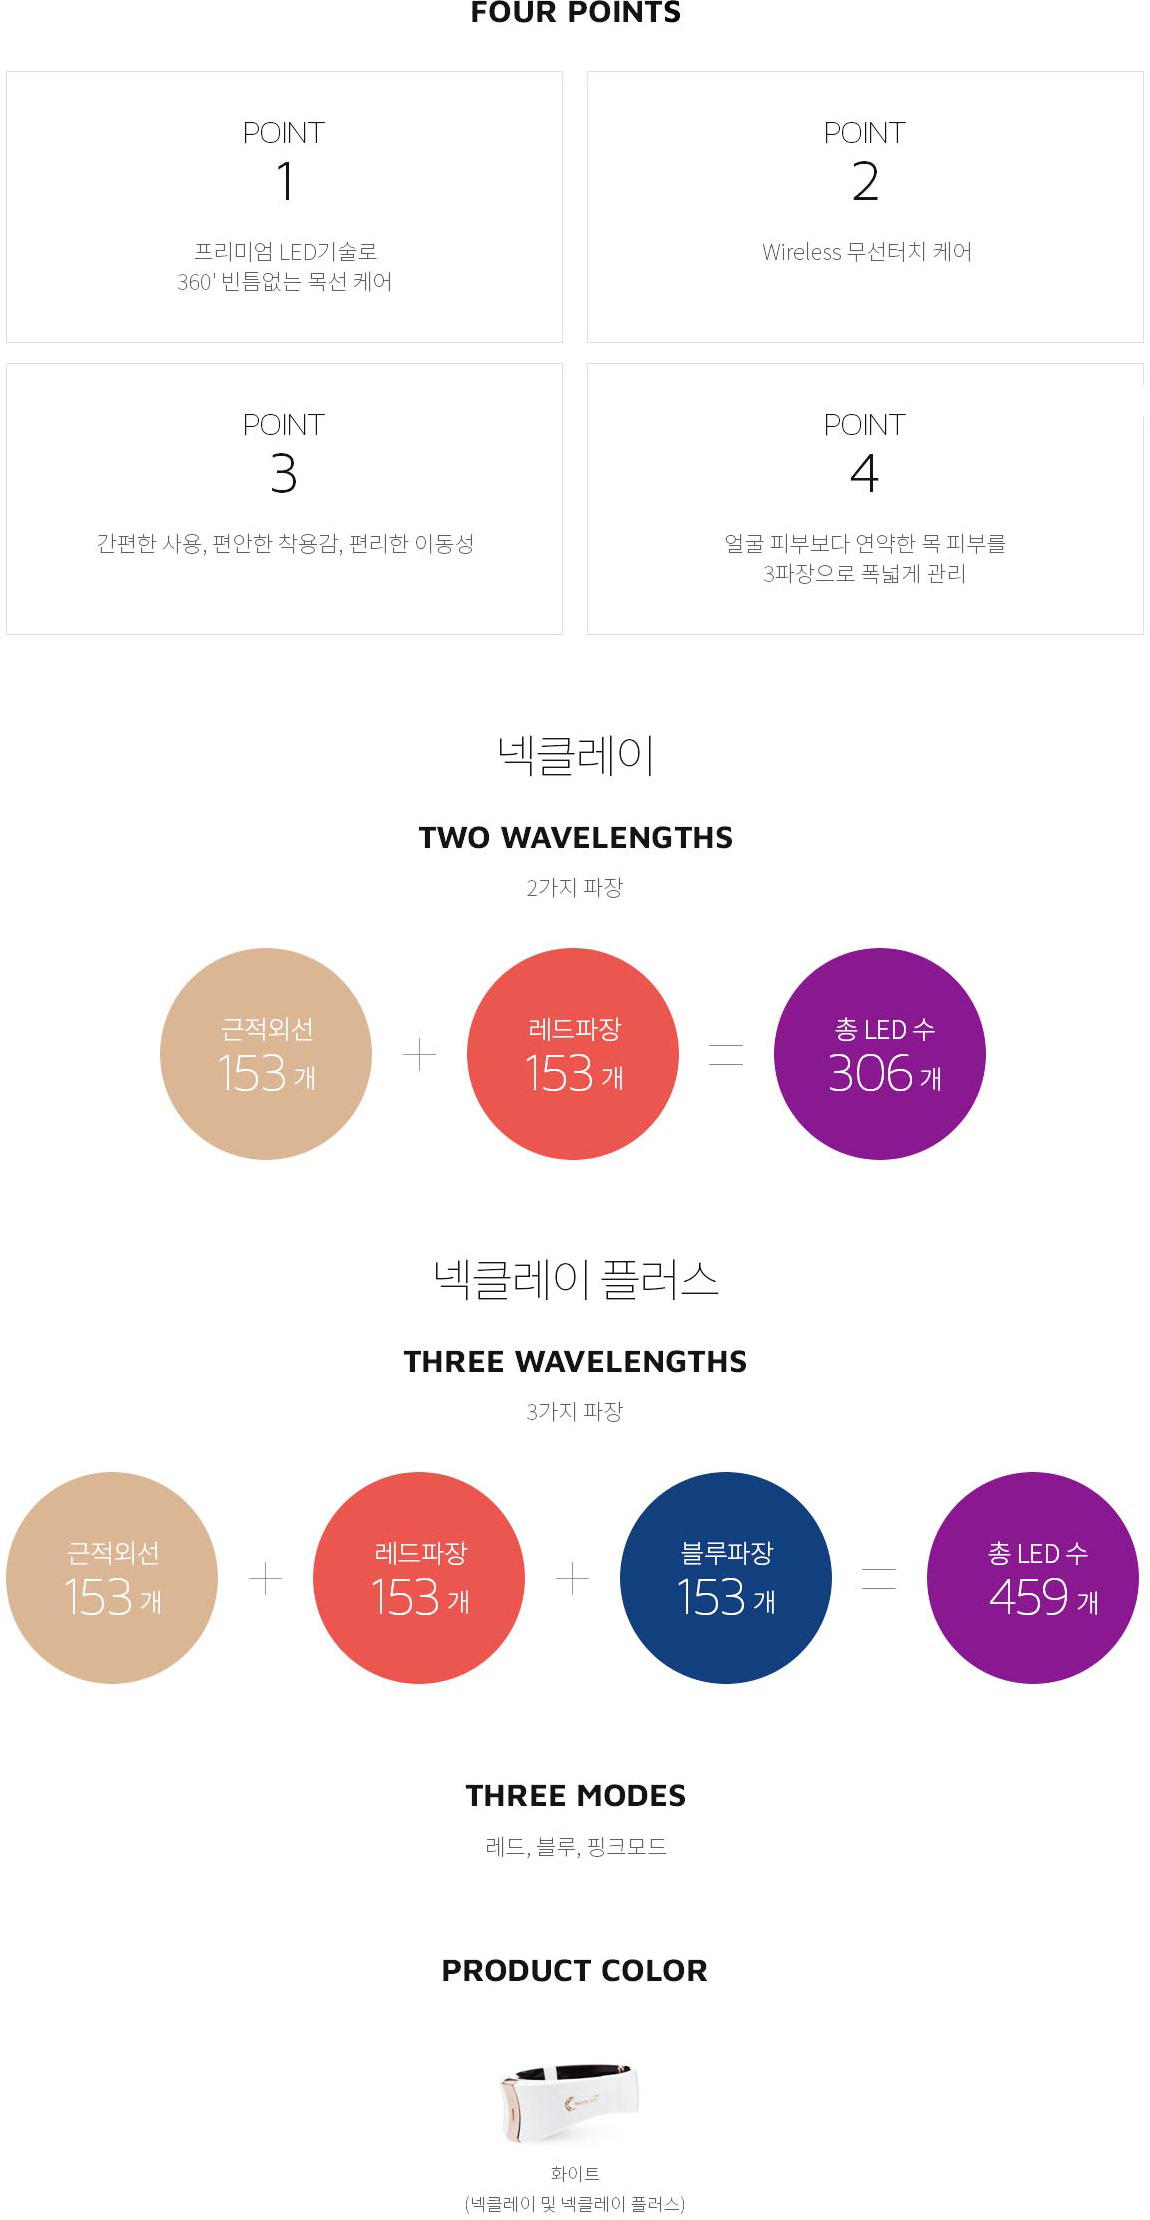 FOUR POINTS
POINT
1
프리미엄 LED기술로
360' 빈틈없는 목선 케어
POINT
2
Wireless 무선터치 케어
POINT
3
간편한 사용, 편안한 착용감, 편리한 이동성
POINT
4
얼굴 피부보다 연약한 목 피부를
3파장으로 폭넓게 관리
넥클레이
TWO WAVELENGTHS
2가지 파장
근적외선
153 개
+
레드파장
153 개
=
총 LED 수
306 개
넥클레이 플러스
THREE WAVELENGTHS
3가지 파장
근적외선
153 개
+
레드파장
153 개
+
블루파장
153 개
=
총 LED 수
459 개
THREE MODES
레드, 블루, 핑크모드
PRODUCT COLOR
화이트
(넥클레이 및 넥클레이 플러스)